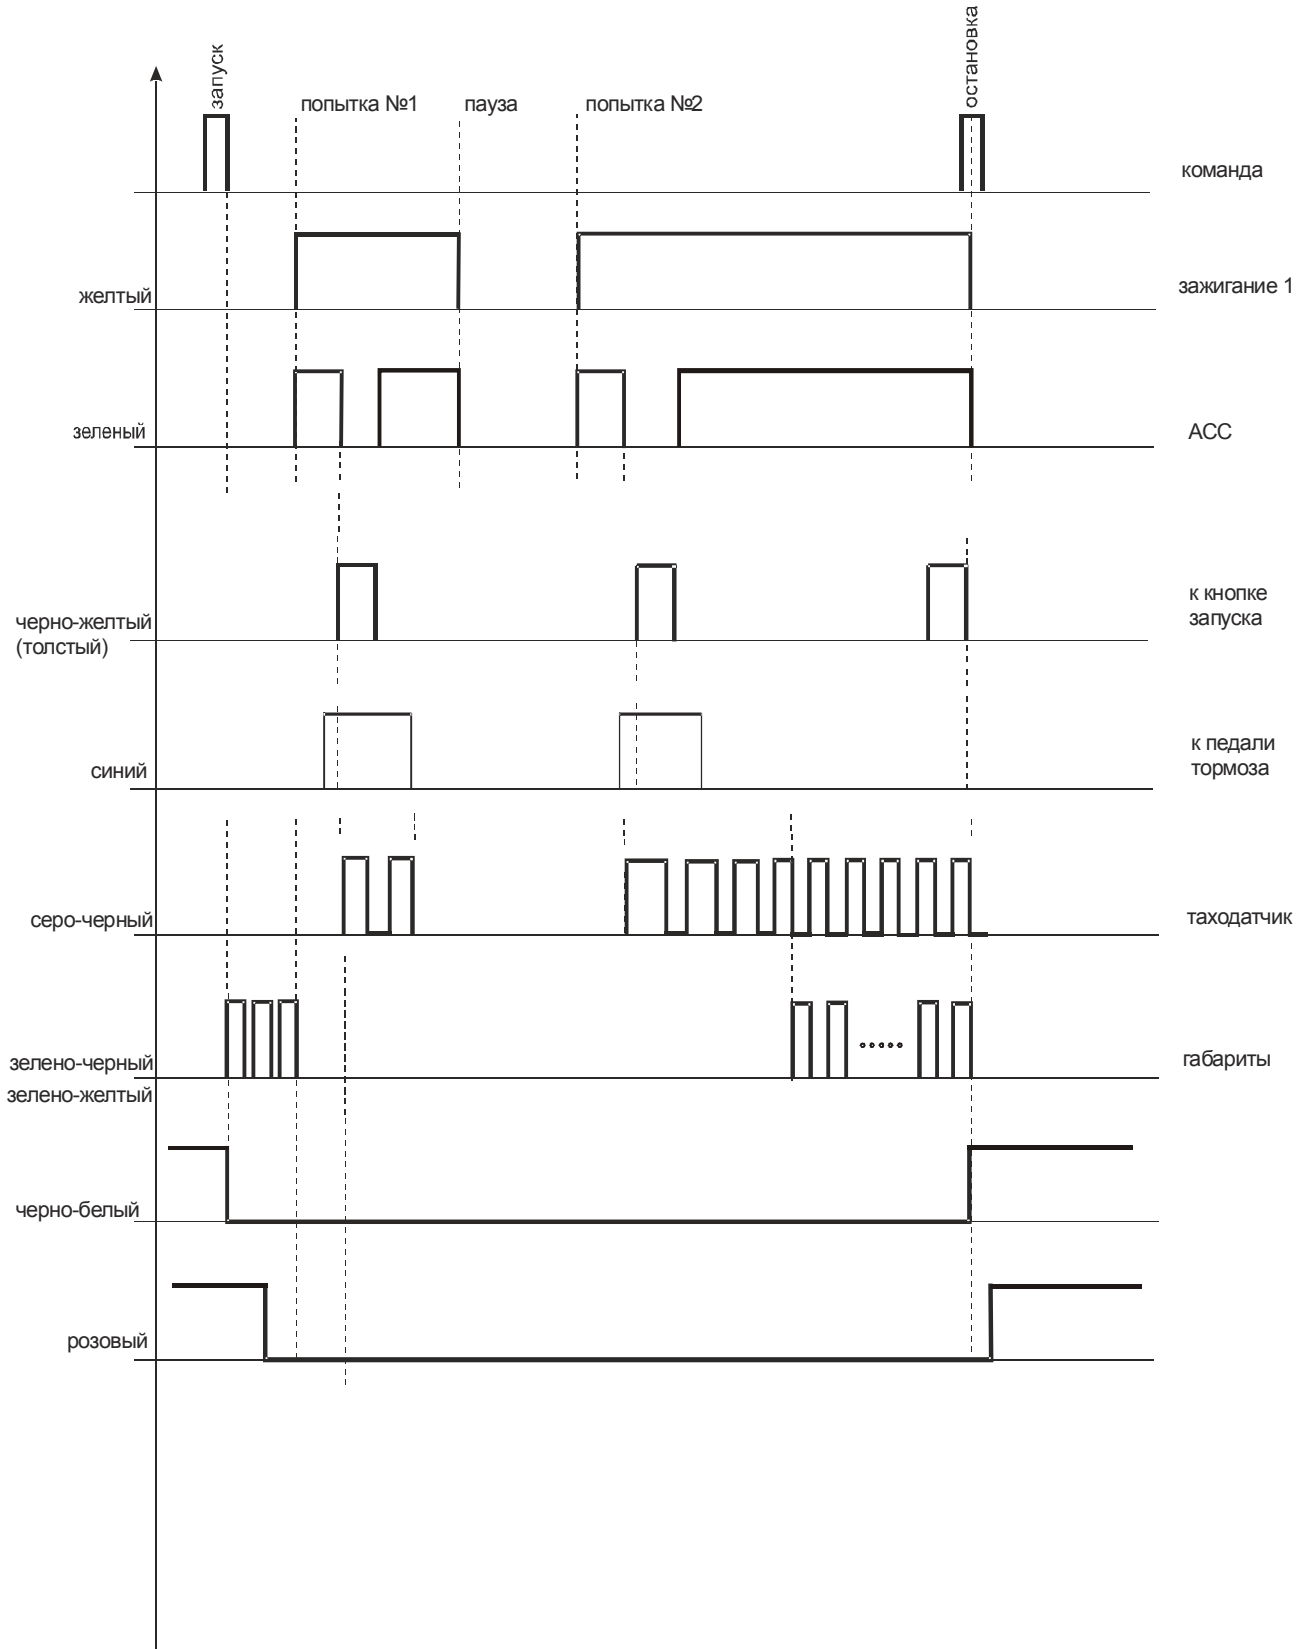 запуск
остановка
попытка №1
пауза
попытка №2
команда
желтый
зажигание 1
зеленый
АСС
черно-желтый
(толстый)
к кнопке
запуска
синий
к педали
тормоза
серо-черный
таходатчик
зелено-черный
габариты
зелено-желтый
черно-белый
розовый